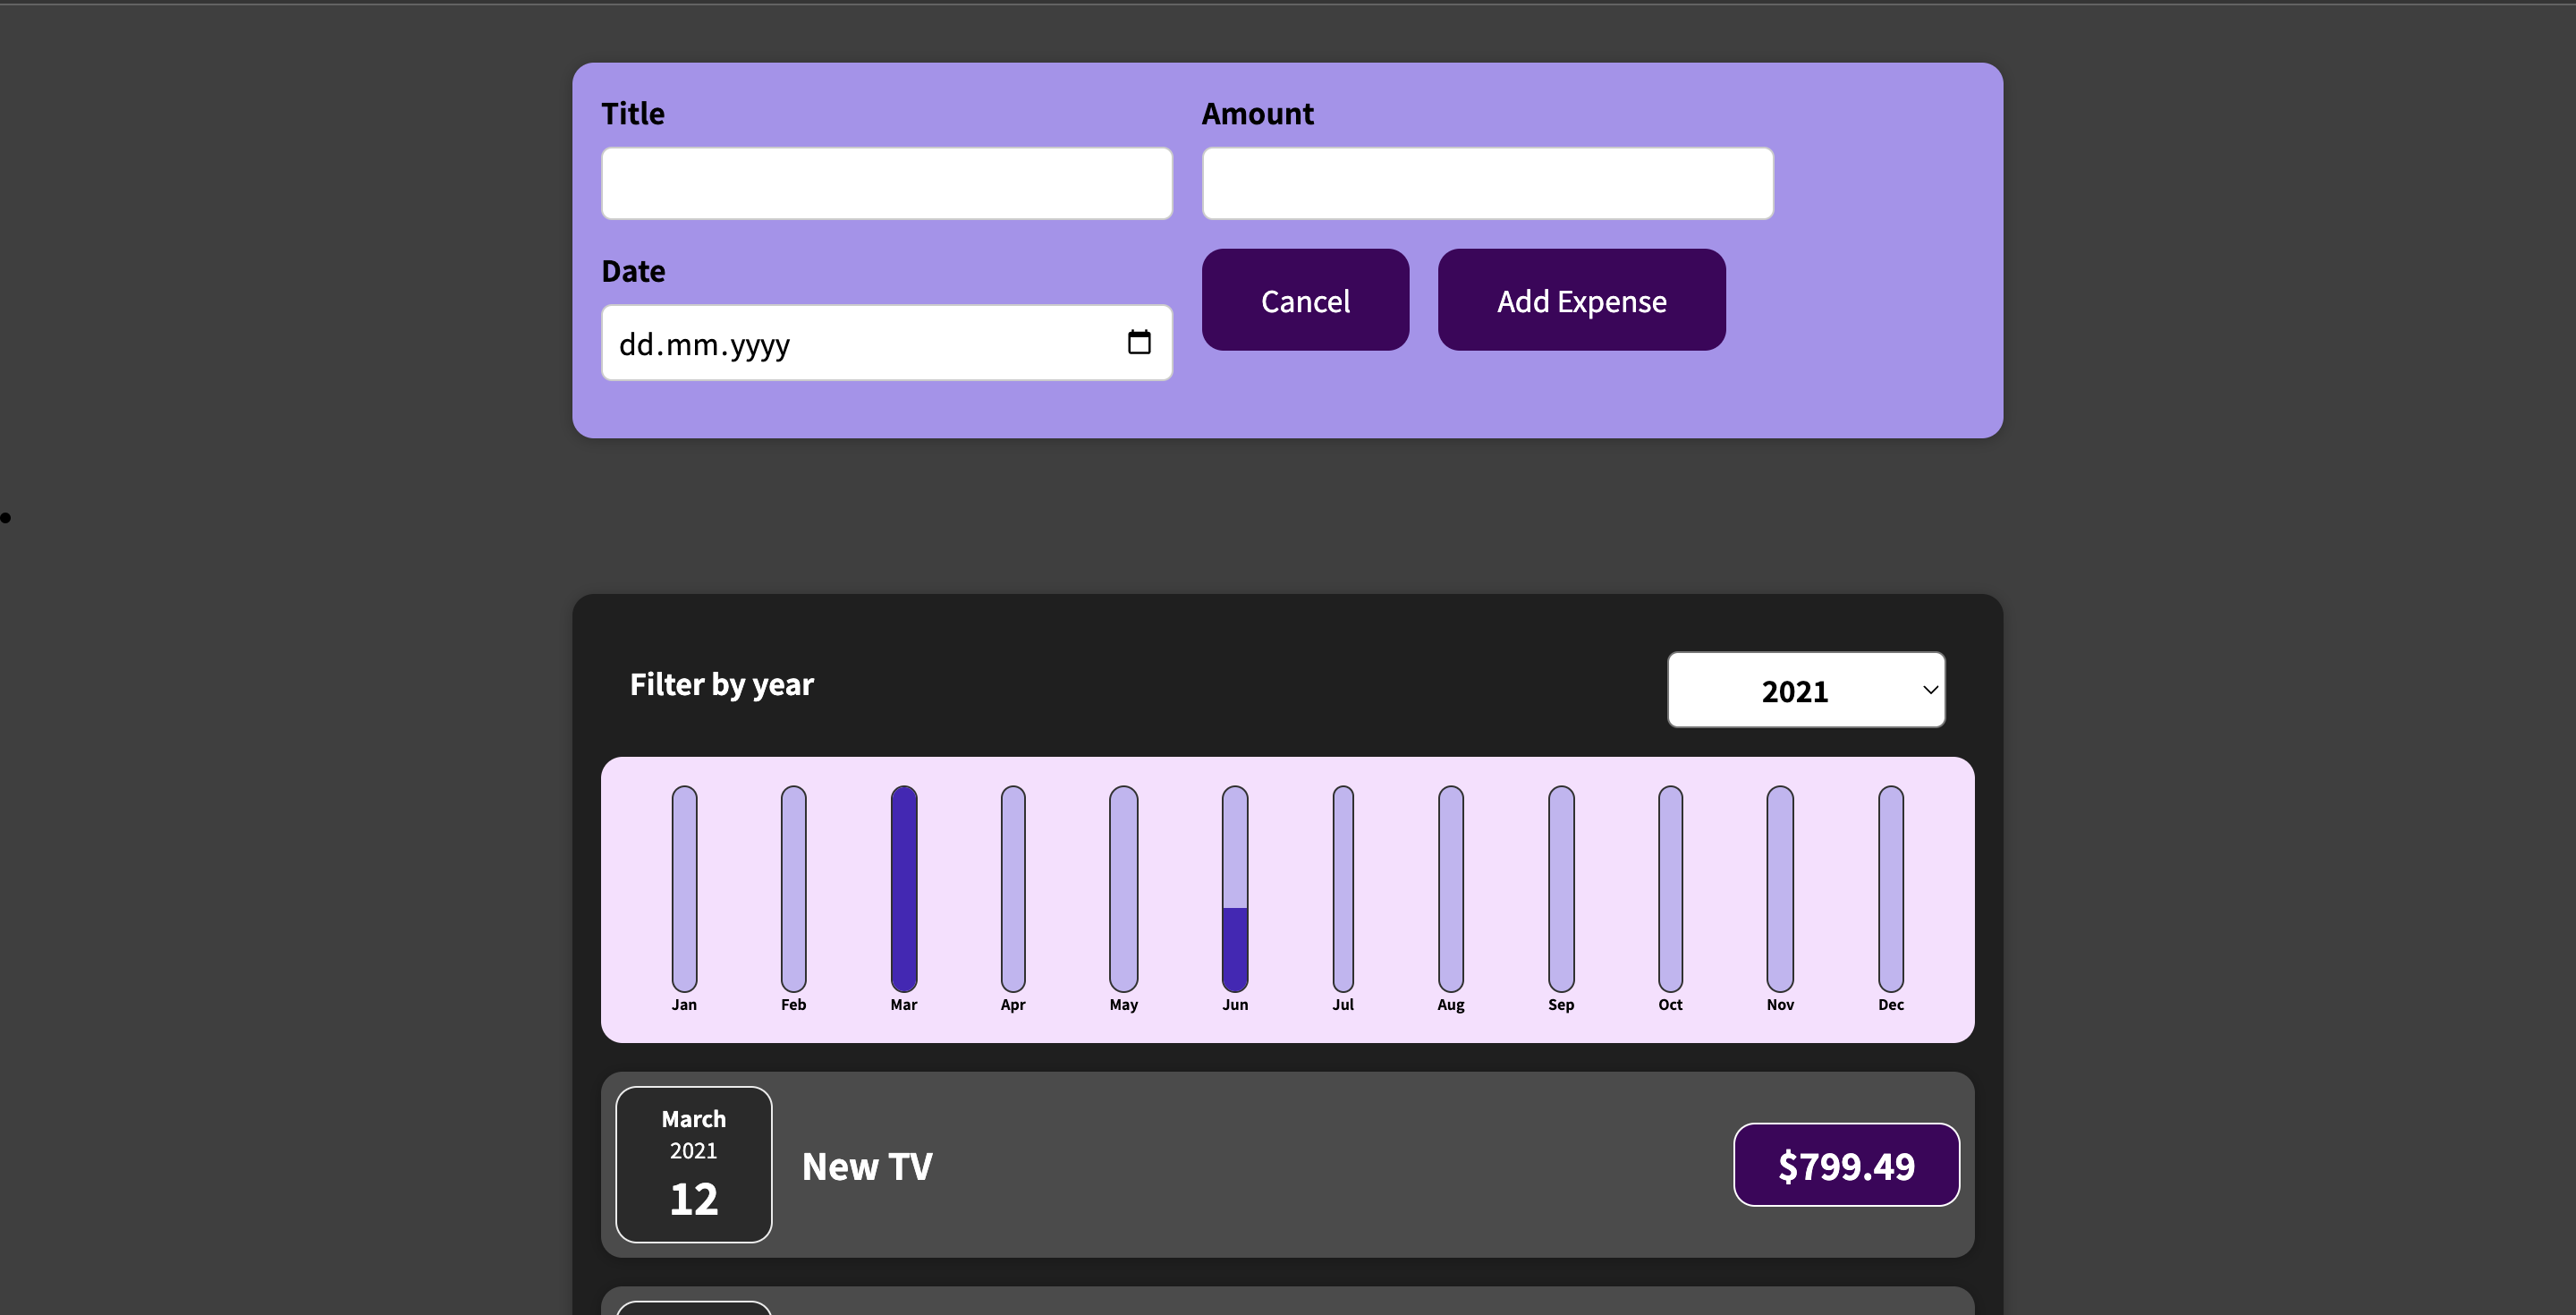 Title
Amount
Date
dd.mm.yyyy
Cancel
Add Expense
Filter by year
2021
Jan Feb Mar Apr May Jun Jul Aug Sep Oct Nov Dec
March
2021
12
New TV
$799.49